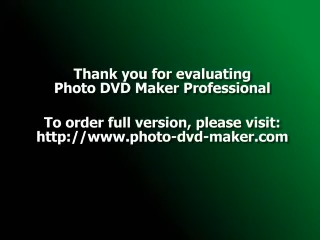 Thank you for evaluating
Photo DVD Maker Professional
To order full version, please visit:
http://www.photo-dvd-maker.com